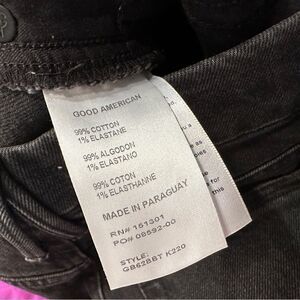 GOOD AMERICAN
99% COTTON
1% ELASTANE
99% ALGODON
1% ELASTANO
99% COTON
1% ELASTHANNE
MADE IN PARAGUAY
RN# 151301
PO# 08592-00
STYLE:
GB628BT K220